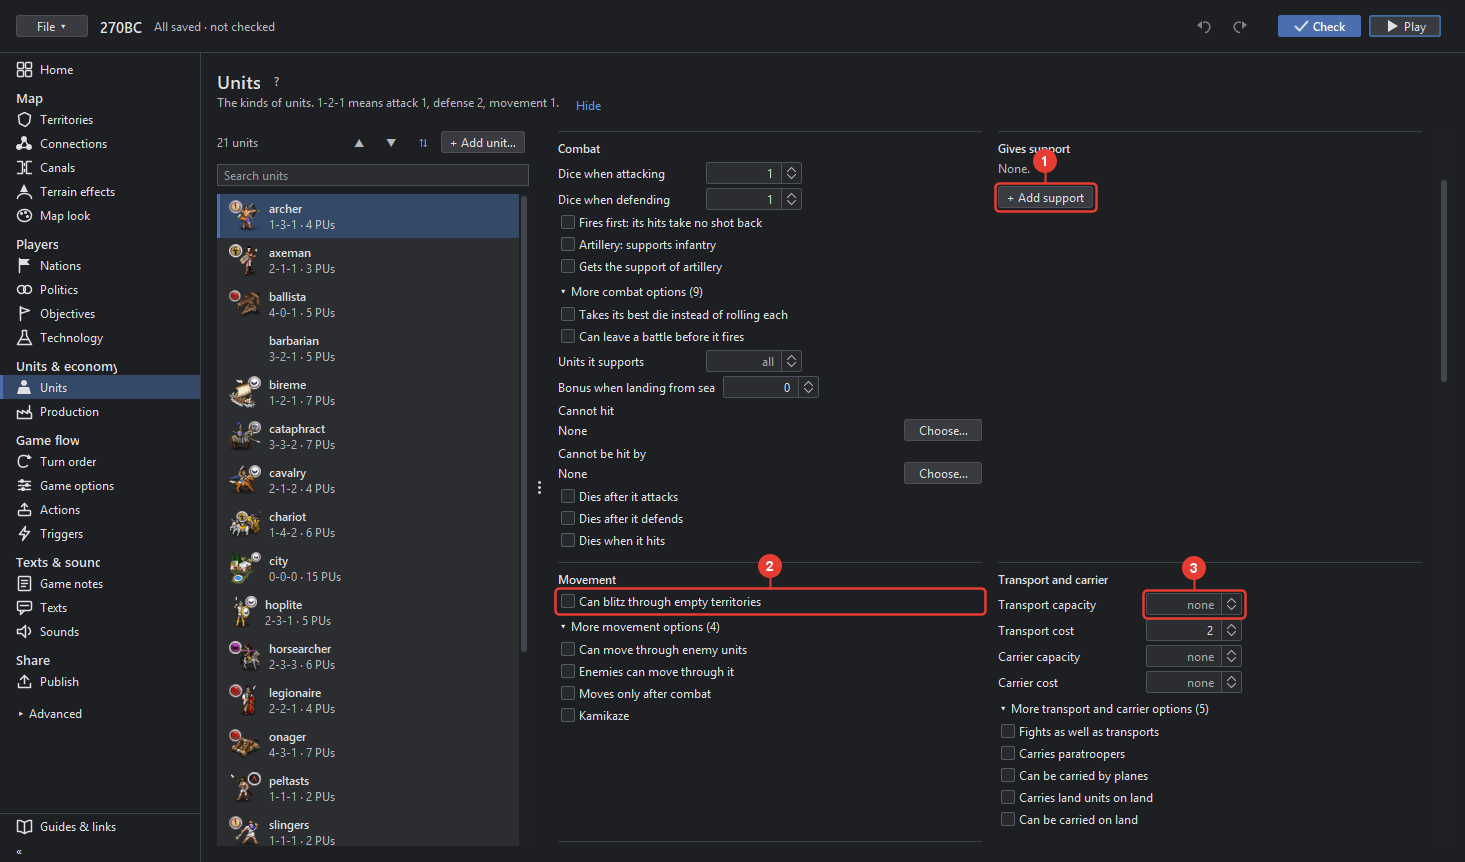 File ▾
270BC
All saved · not checked
Check
Play
Home
Map
Territories
Connections
Canals
Terrain effects
Map look
Players
Nations
Politics
Objectives
Technology
Units & economy
Units
Production
Game flow
Turn order
Game options
Actions
Triggers
Texts & sounc
Game notes
Texts
Sounds
Share
Publish
▸ Advanced
Guides & links
«
Units ?
The kinds of units. 1-2-1 means attack 1, defense 2, movement 1. Hide
21 units
+ Add unit...
Search units
archer
1-3-1 · 4 PUs
axeman
2-1-1 · 3 PUs
ballista
4-0-1 · 5 PUs
barbarian
3-2-1 · 5 PUs
bireme
1-2-1 · 7 PUs
cataphract
3-3-2 · 7 PUs
cavalry
2-1-2 · 4 PUs
chariot
1-4-2 · 6 PUs
city
0-0-0 · 15 PUs
hoplite
2-3-1 · 5 PUs
horsearcher
2-3-3 · 6 PUs
legionaire
2-2-1 · 4 PUs
onager
4-3-1 · 7 PUs
peltasts
1-1-1 · 2 PUs
slingers
1-1-1 · 2 PUs
Combat
Dice when attacking 1
Dice when defending 1
Fires first: its hits take no shot back
Artillery: supports infantry
Gets the support of artillery
▾ More combat options (9)
Takes its best die instead of rolling each
Can leave a battle before it fires
Units it supports all
Bonus when landing from sea 0
Cannot hit
None Choose...
Cannot be hit by
None Choose...
Dies after it attacks
Dies after it defends
Dies when it hits
Gives support
None.
1
+ Add support
2
Movement
Can blitz through empty territories
▾ More movement options (4)
Can move through enemy units
Enemies can move through it
Moves only after combat
Kamikaze
3
Transport and carrier
Transport capacity none
Transport cost 2
Carrier capacity none
Carrier cost none
▾ More transport and carrier options (5)
Fights as well as transports
Carries paratroopers
Can be carried by planes
Carries land units on land
Can be carried on land